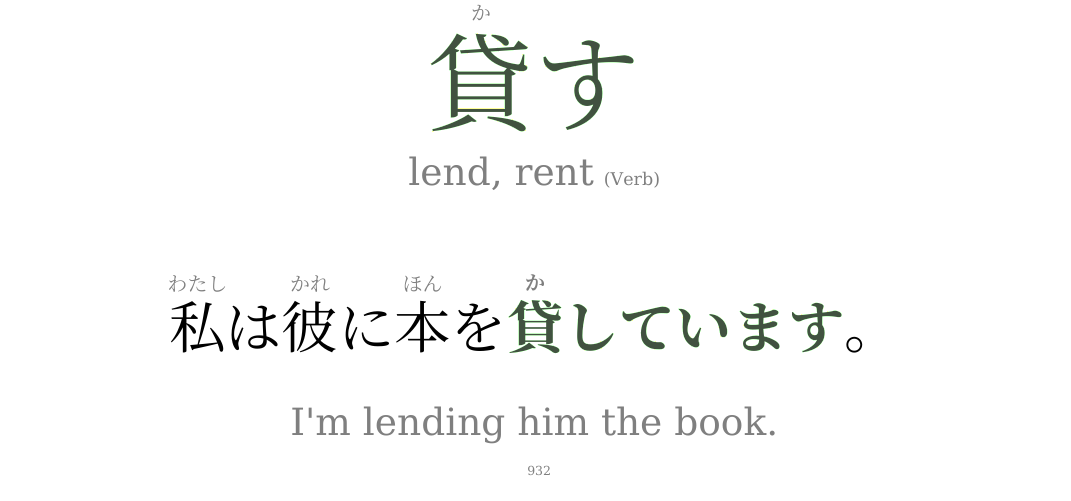 か
貸す
lend, rent (Verb)
わたし かれ ほん か
私は彼に本を貸しています。
I'm lending him the book.
932